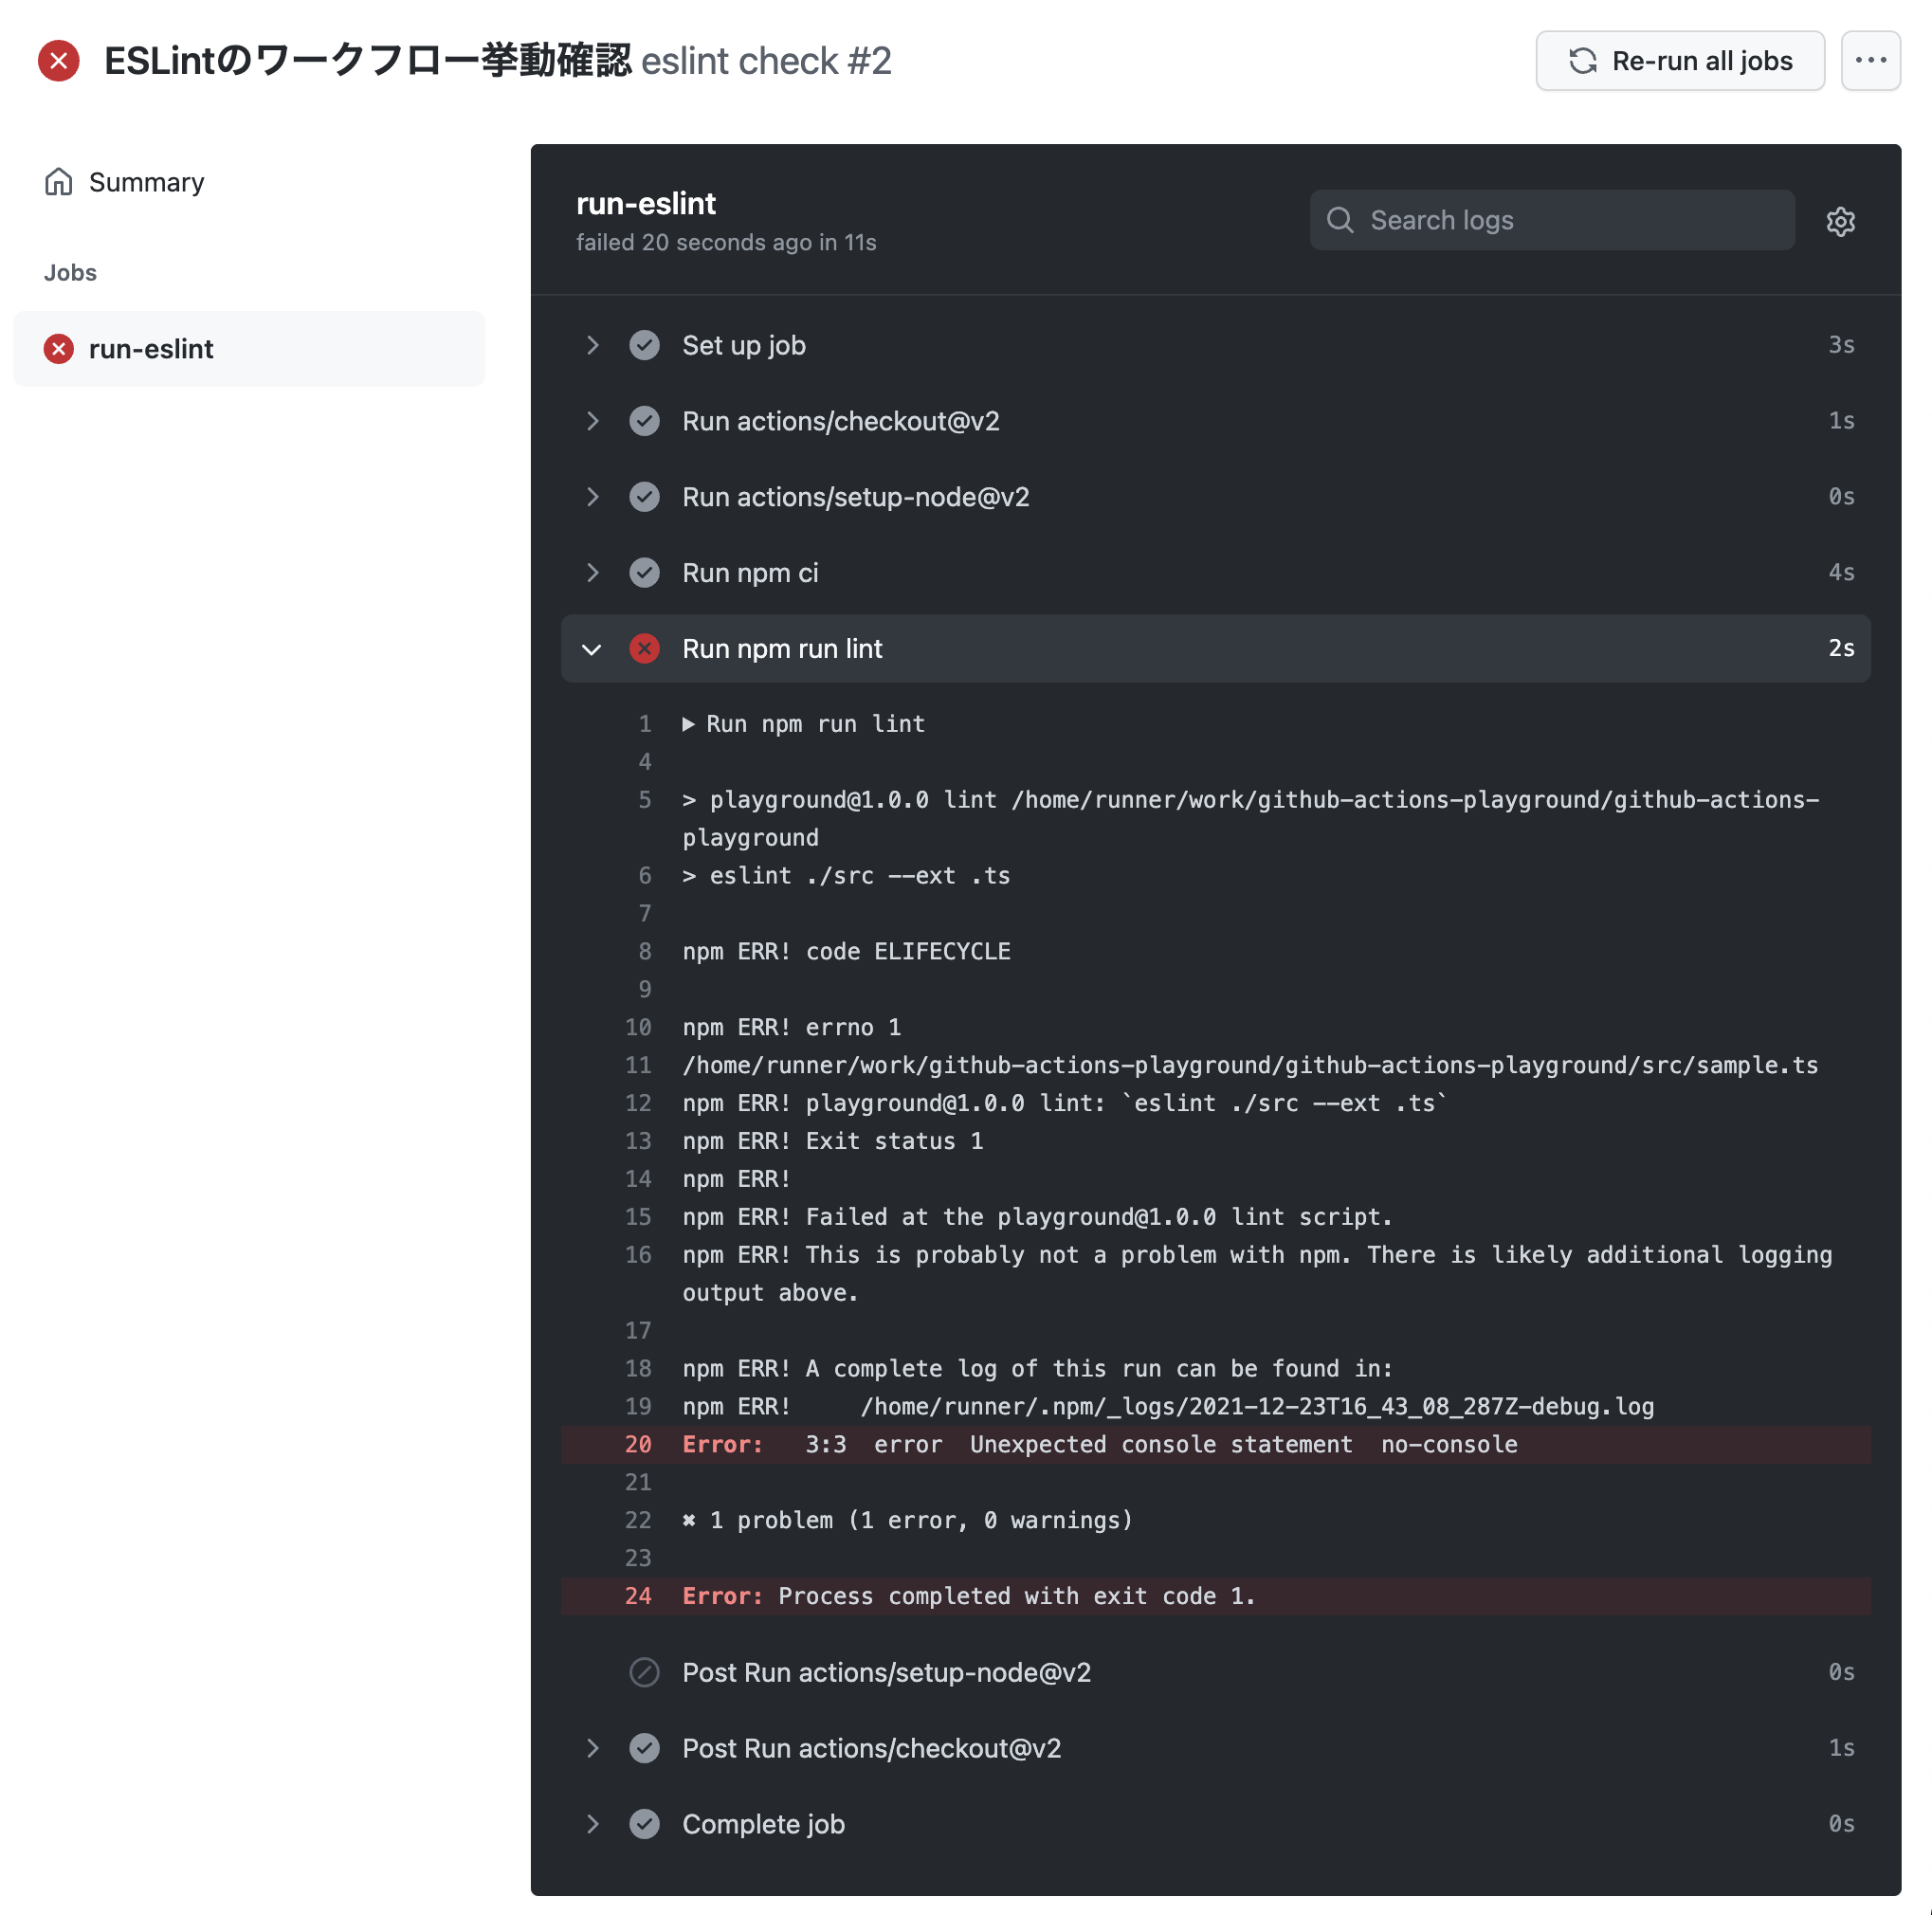 ESLintのワークフロー挙動確認 eslint check #2
Re-run all jobs
Summary
Jobs
run-eslint
run-eslint
failed 20 seconds ago in 11s
Search logs
Set up job 3s
Run actions/checkout@v2 1s
Run actions/setup-node@v2 0s
Run npm ci 4s
Run npm run lint 2s
1 ▶ Run npm run lint
4
5 > playground@1.0.0 lint /home/runner/work/github-actions-playground/github-actions-
playground
6 > eslint ./src --ext .ts
7
8 npm ERR! code ELIFECYCLE
9
10 npm ERR! errno 1
11 /home/runner/work/github-actions-playground/github-actions-playground/src/sample.ts
12 npm ERR! playground@1.0.0 lint: `eslint ./src --ext .ts`
13 npm ERR! Exit status 1
14 npm ERR!
15 npm ERR! Failed at the playground@1.0.0 lint script.
16 npm ERR! This is probably not a problem with npm. There is likely additional logging
output above.
17
18 npm ERR! A complete log of this run can be found in:
19 npm ERR!     /home/runner/.npm/_logs/2021-12-23T16_43_08_287Z-debug.log
20 Error:   3:3  error  Unexpected console statement  no-console
21
22 ✖ 1 problem (1 error, 0 warnings)
23
24 Error: Process completed with exit code 1.
Post Run actions/setup-node@v2 0s
Post Run actions/checkout@v2 1s
Complete job 0s